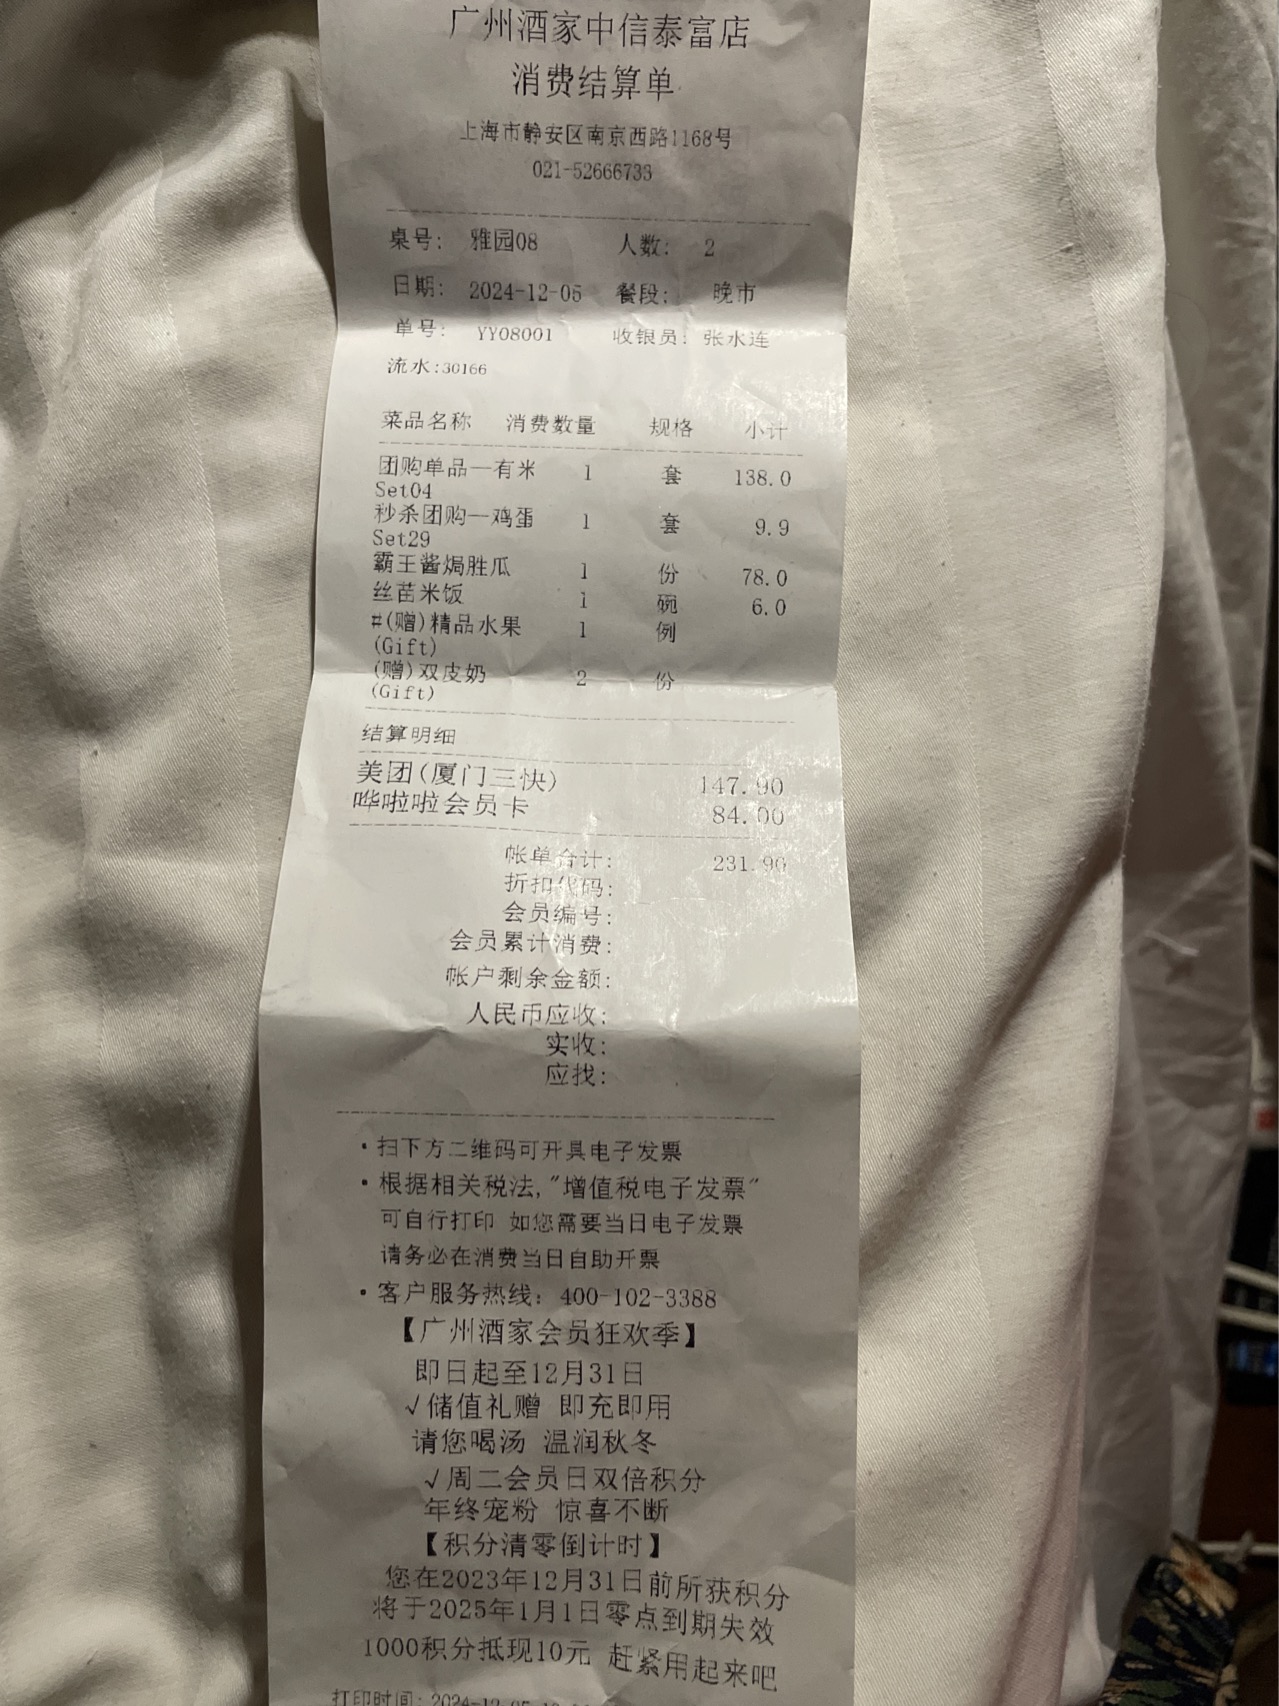 广州酒家中信泰富店
消费结算单
上海市静安区南京西路1168号
021-52666733
桌号: 雅园08 人数: 2
日期: 2024-12-05 餐段: 晚市
单号: YY08001 收银员: 张水连
流水:30166
菜品名称 消费数量 规格 小计
团购单品—有米 1 套 138.0
Set04
秒杀团购—鸡蛋 1 套 9.9
Set29
霸王酱焗胜瓜 1 份 78.0
丝苗米饭 1 碗 6.0
#(赠)精品水果 1 例
(Gift)
(赠)双皮奶 2 份
(Gift)
结算明细
美团(厦门三快) 147.90
哗啦啦会员卡 84.00
帐单合计: 231.90
折扣代码:
会员编号:
会员累计消费:
帐户剩余金额:
人民币应收:
实收:
应找:
·扫下方二维码可开具电子发票
·根据相关税法,"增值税电子发票"
可自行打印 如您需要当日电子发票
请务必在消费当日自助开票
·客户服务热线: 400-102-3388
【广州酒家会员狂欢季】
即日起至12月31日
√储值礼赠 即充即用
请您喝汤 温润秋冬
√周二会员日双倍积分
年终宠粉 惊喜不断
【积分清零倒计时】
您在2023年12月31日前所获积分
将于2025年1月1日零点到期失效
1000积分抵现10元 赶紧用起来吧
打印时间: 2024-12-05